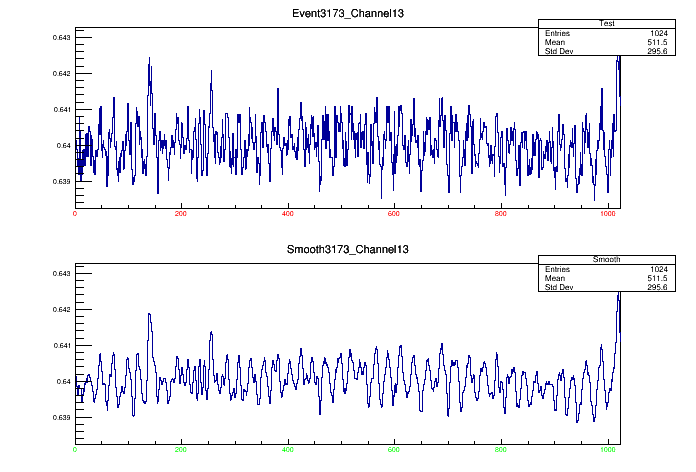 Event3173_Channel13
Test
Entries 1024
Mean 511.5
Std Dev 295.6
0.643
0.642
0.641
0.64
0.639
0 200 400 600 800 1000
Smooth3173_Channel13
Smooth
Entries 1024
Mean 511.5
Std Dev 295.6
0.643
0.642
0.641
0.64
0.639
0 200 400 600 800 1000